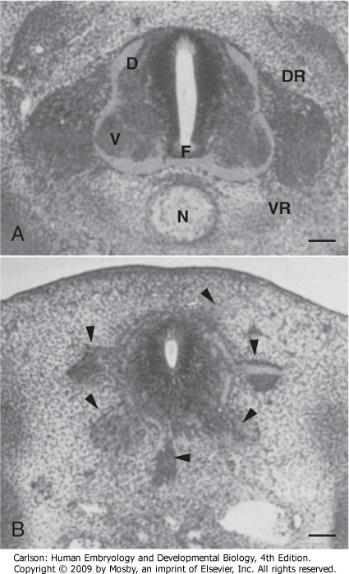 D
DR
V
F
N
VR
A
B
Carlson: Human Embryology and Developmental Biology, 4th Edition.
Copyright © 2009 by Mosby, an imprint of Elsevier, Inc. All rights reserved.